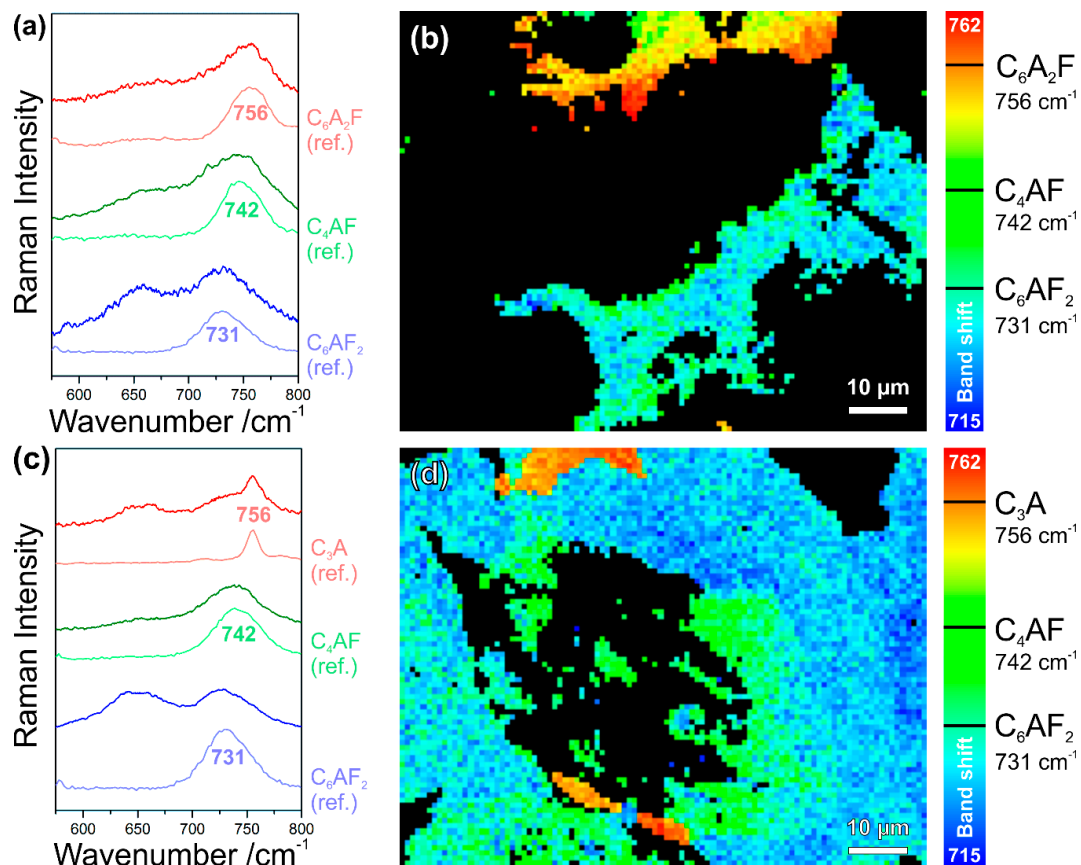 (a)
Raman Intensity
756
C₆A₂F
(ref.)
742
C₄AF
(ref.)
731
C₆AF₂
(ref.)
600 650 700 750 800
Wavenumber /cm⁻¹
(b)
10 µm
762
Band shift
715
C₆A₂F
756 cm⁻¹
C₄AF
742 cm⁻¹
C₆AF₂
731 cm⁻¹
(c)
Raman Intensity
756
C₃A
(ref.)
742
C₄AF
(ref.)
731
C₆AF₂
(ref.)
600 650 700 750 800
Wavenumber /cm⁻¹
(d)
10 µm
762
Band shift
715
C₃A
756 cm⁻¹
C₄AF
742 cm⁻¹
C₆AF₂
731 cm⁻¹